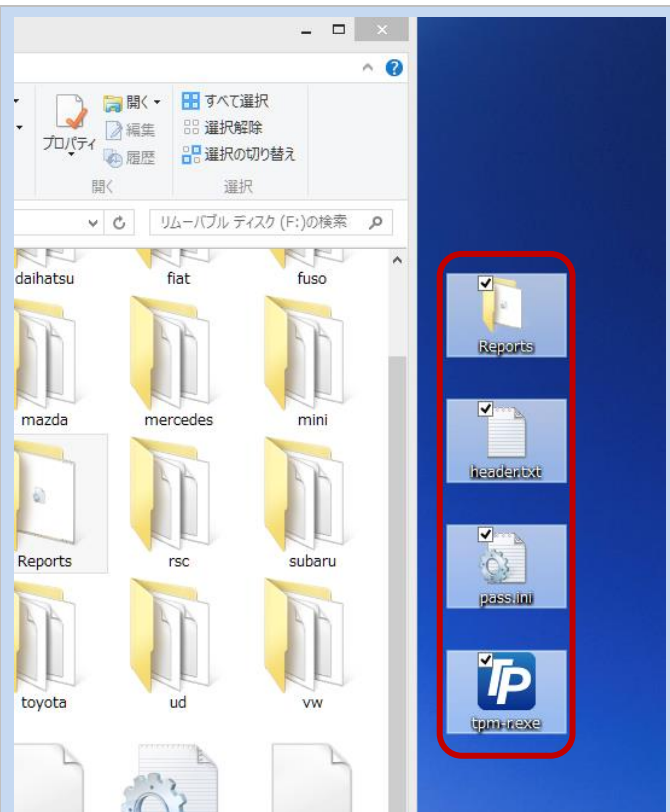 開く
すべて選択
編集
選択解除
プロパティ
履歴
選択の切り替え
開く
選択
リムーバブル ディスク (F:)の検索
daihatsu
fiat
fuso
mazda
mercedes
mini
Reports
rsc
subaru
toyota
ud
vw
Reports
header.txt
pass.ini
TP
tpm-r.exe